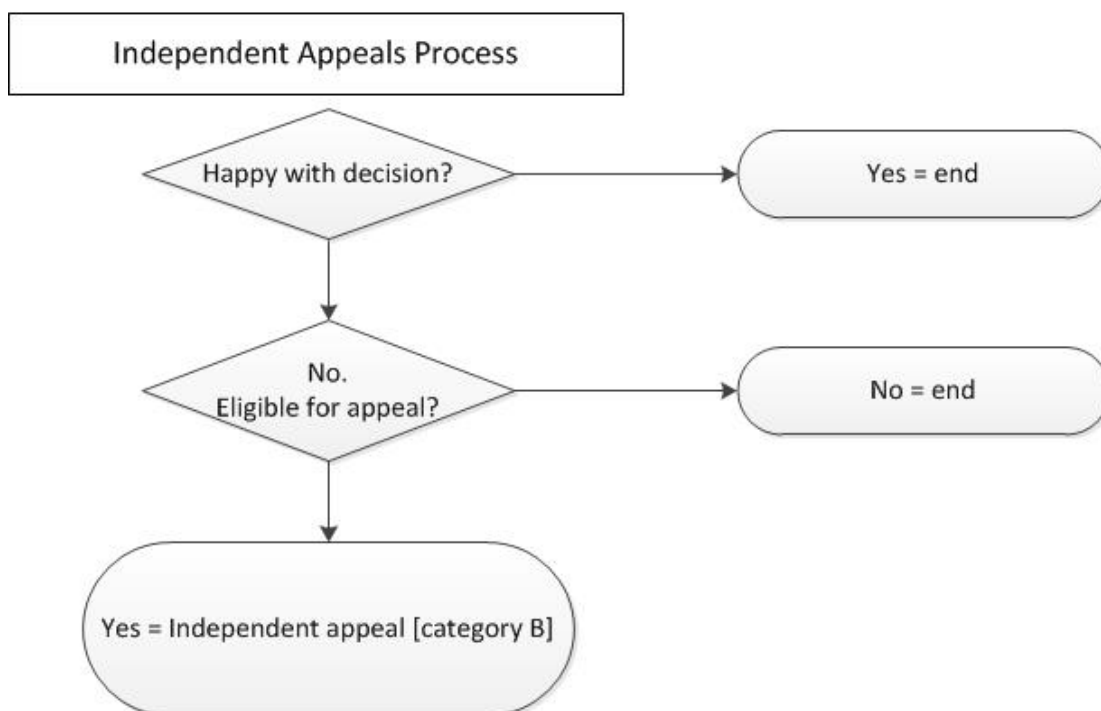 Independent Appeals Process
Happy with decision?
Yes = end
No.
Eligible for appeal?
No = end
Yes = Independent appeal [category B]